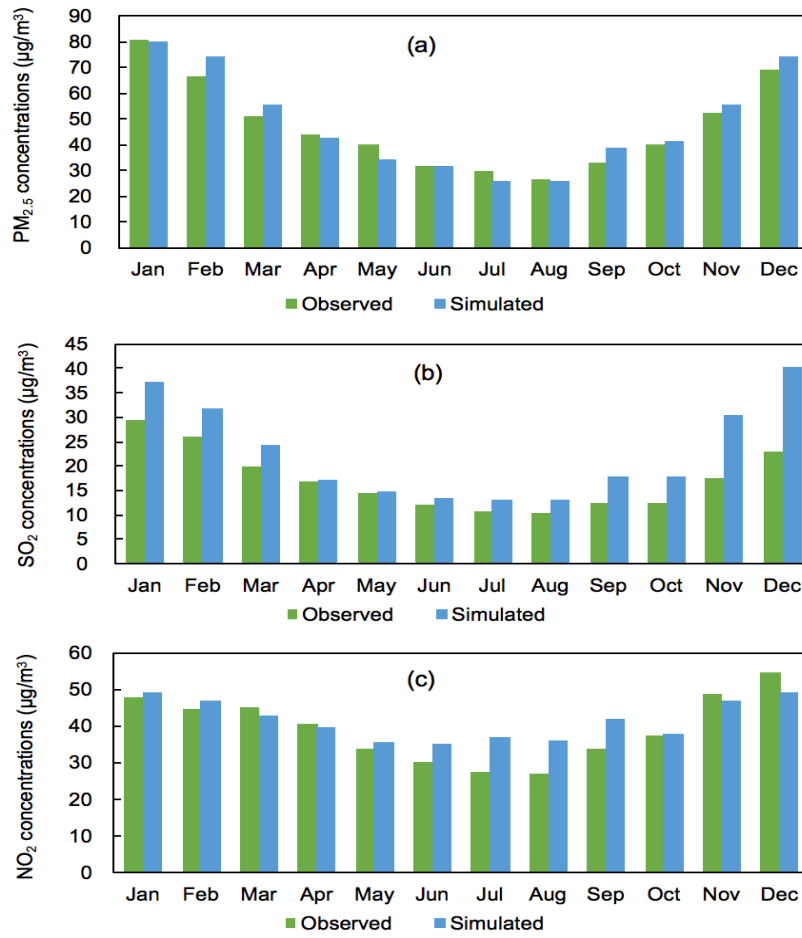 PM₂.₅ concentrations (μg/m³)
90
80
70
60
50
40
30
20
10
0
(a)
Jan Feb Mar Apr May Jun Jul Aug Sep Oct Nov Dec
Observed Simulated
SO₂ concentrations (μg/m³)
45
40
35
30
25
20
15
10
5
0
(b)
Jan Feb Mar Apr May Jun Jul Aug Sep Oct Nov Dec
Observed Simulated
NO₂ concentrations (μg/m³)
60
50
40
30
20
10
0
(c)
Jan Feb Mar Apr May Jun Jul Aug Sep Oct Nov Dec
Observed Simulated